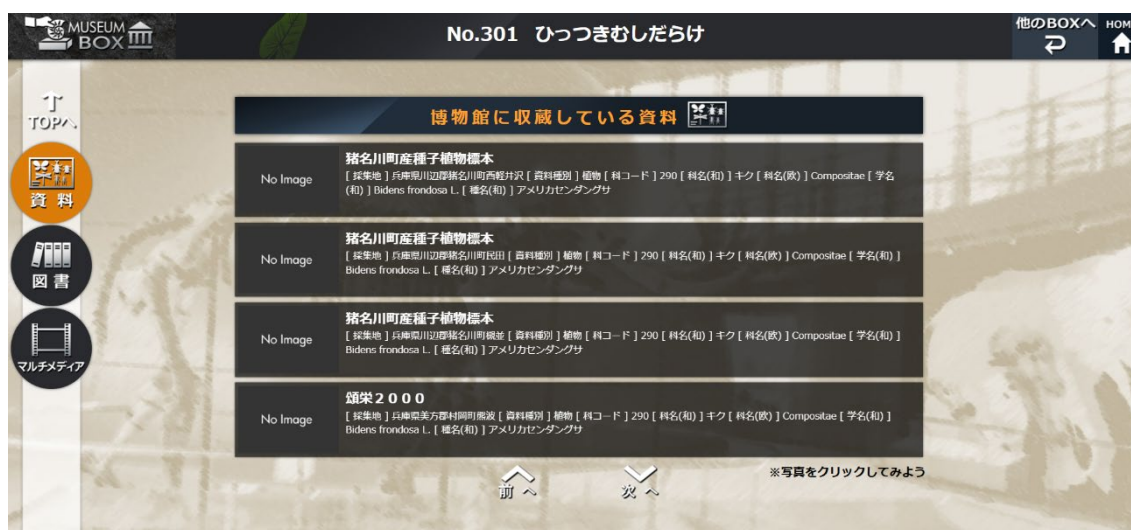 MUSEUM
BOX
No.301 ひっつきむしだらけ
他のBOXへ
HOM
TOPへ
資料
図書
マルチメディア
博物館に収蔵している資料
No Image
猪名川町産種子植物標本
[ 採集地 ] 兵庫県川辺郡猪名川町西軽井沢 [ 資料種別 ] 植物 [ 科コード ] 290 [ 科名(和) ] キク [ 科名(欧) ] Compositae [ 学名
(和) ] Bidens frondosa L. [ 種名(和) ] アメリカセンダングサ
No Image
猪名川町産種子植物標本
[ 採集地 ] 兵庫県川辺郡猪名川町民田 [ 資料種別 ] 植物 [ 科コード ] 290 [ 科名(和) ] キク [ 科名(欧) ] Compositae [ 学名(和) ]
Bidens frondosa L. [ 種名(和) ] アメリカセンダングサ
No Image
猪名川町産種子植物標本
[ 採集地 ] 兵庫県川辺郡猪名川町槻並 [ 資料種別 ] 植物 [ 科コード ] 290 [ 科名(和) ] キク [ 科名(欧) ] Compositae [ 学名(和) ]
Bidens frondosa L. [ 種名(和) ] アメリカセンダングサ
No Image
頌栄2000
[ 採集地 ] 兵庫県美方郡村岡町熊波 [ 資料種別 ] 植物 [ 科コード ] 290 [ 科名(和) ] キク [ 科名(欧) ] Compositae [ 学名(和) ]
Bidens frondosa L. [ 種名(和) ] アメリカセンダングサ
前へ
次へ
※写真をクリックしてみよう